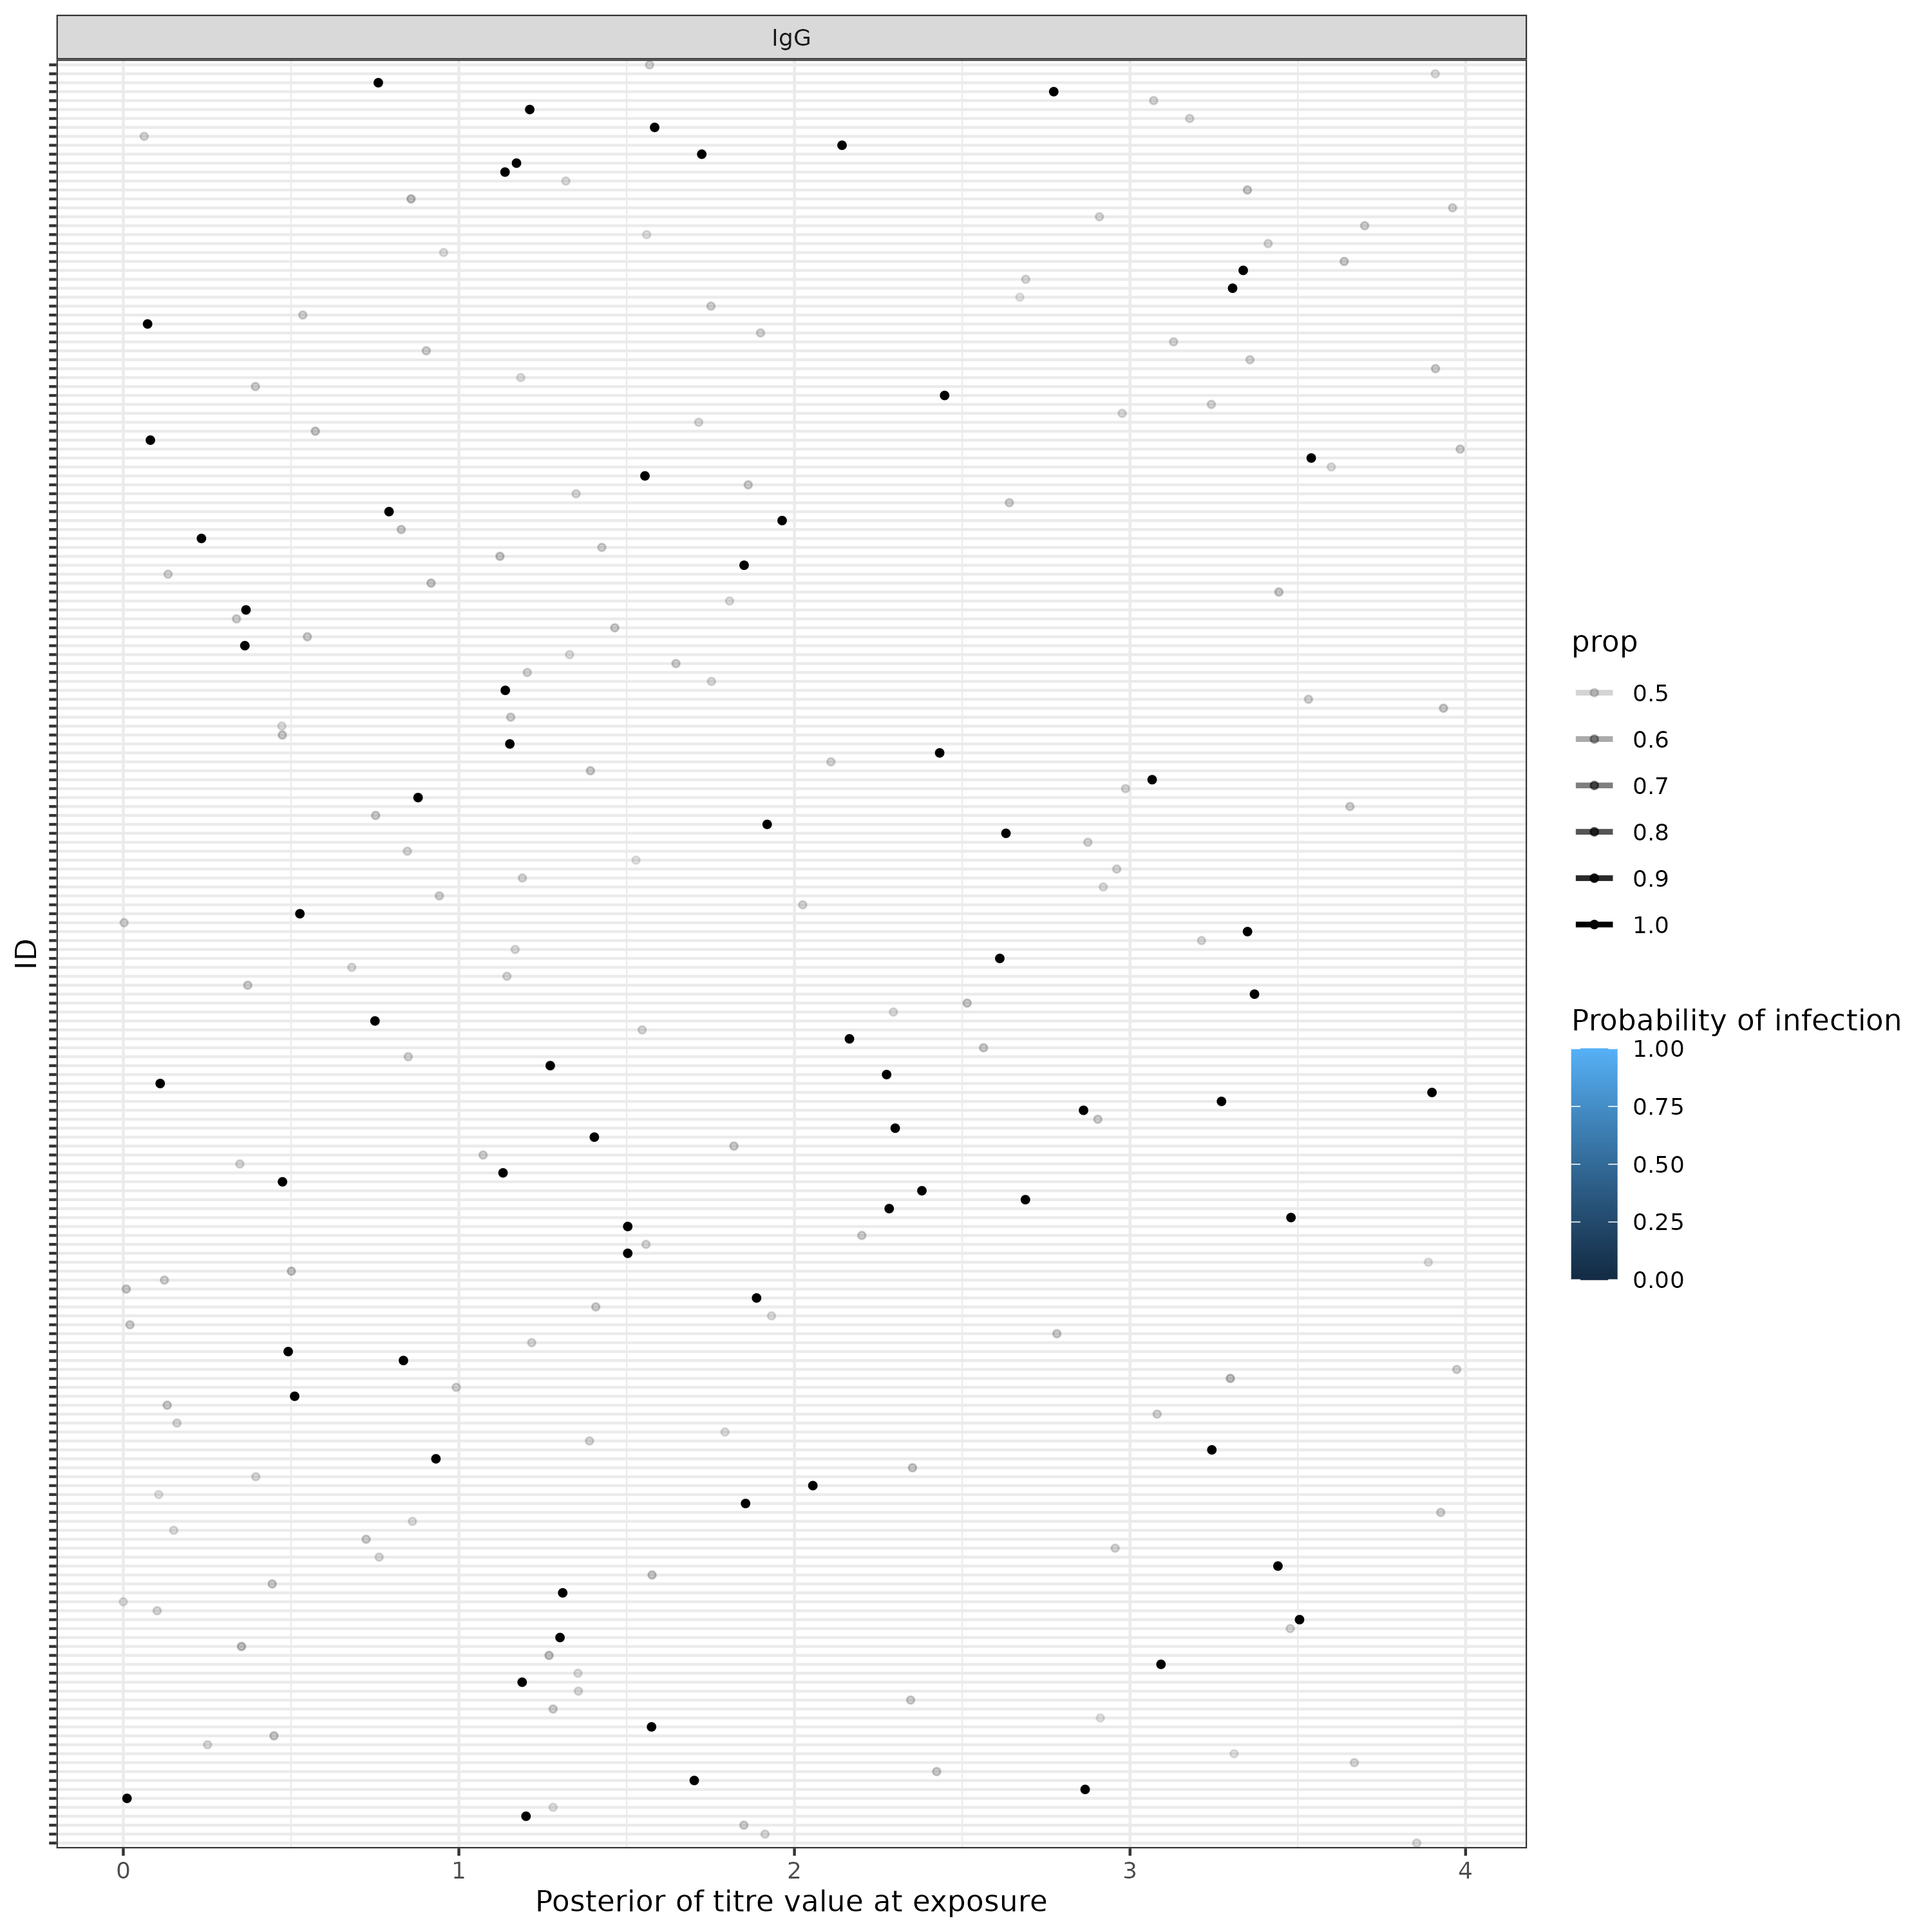 IgG
ID
0 1 2 3 4
Posterior of titre value at exposure
prop
0.5
0.6
0.7
0.8
0.9
1.0
Probability of infection
1.00
0.75
0.50
0.25
0.00